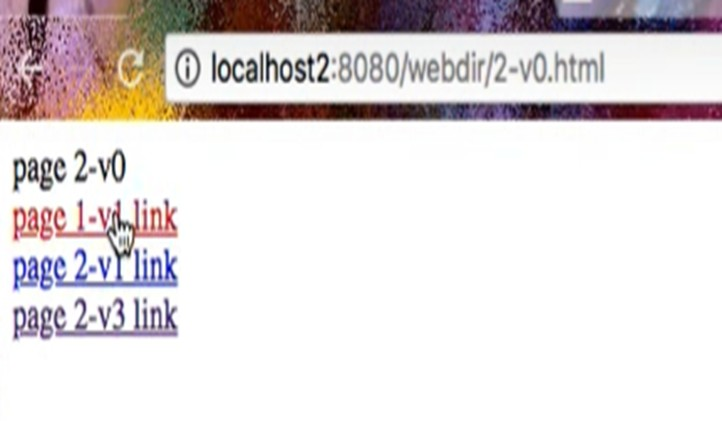 localhost2:8080/webdir/2-v0.html
page 2-v0
page 1-v1 link
page 2-v1 link
page 2-v3 link